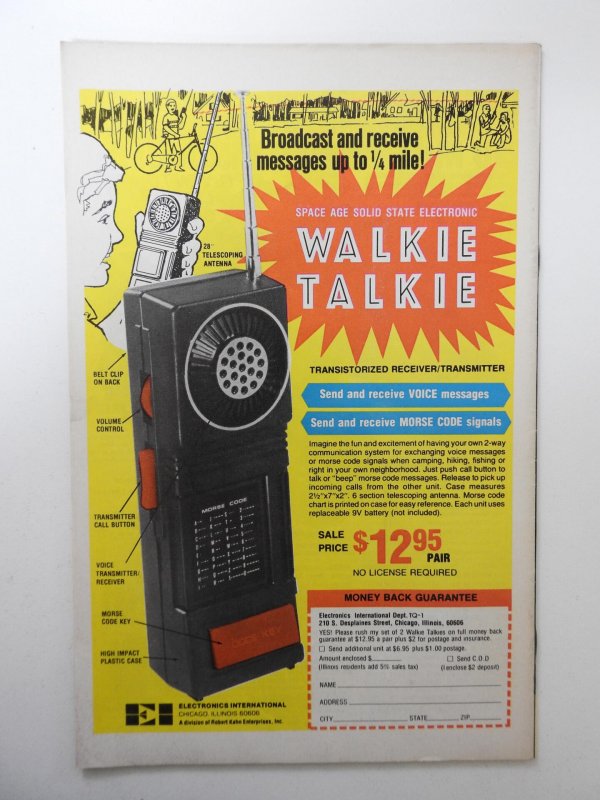 Broadcast and receive
messages up to 1/4 mile!
SPACE AGE SOLID STATE ELECTRONIC
WALKIE
TALKIE
28"
TELESCOPING
ANTENNA
BELT CLIP
ON BACK
VOLUME
CONTROL
TRANSMITTER
CALL BUTTON
VOICE
TRANSMITTER/
RECEIVER
MORSE
CODE KEY
HIGH IMPACT
PLASTIC CASE
MORSE CODE
CODE-KEY
TRANSISTORIZED RECEIVER/TRANSMITTER
Send and receive VOICE messages
Send and receive MORSE CODE signals
Imagine the fun and excitement of having your own 2-way
communication system for exchanging voice messages
or morse code signals when camping, hiking, fishing or
right in your own neighborhood. Just push call button to
talk or "beep" morse code messages. Release to pick up
incoming calls from the other unit. Case measures
2½"x7"x2". 6 section telescoping antenna. Morse code
chart is printed on case for easy reference. Each unit uses
replaceable 9V battery (not included).
SALE
PRICE $12.95 PAIR
NO LICENSE REQUIRED
MONEY BACK GUARANTEE
Electronics International Dept. TQ-1
210 S. Desplaines Street, Chicago, Illinois, 60606
YES! Please rush my set of 2 Walkie Talkies on full money back
guarantee at $12.95 a pair plus $2 for postage and insurance.
☐ Send additional unit at $6.95 plus $1.00 postage.
Amount enclosed $ ☐ Send C.O.D
(Illinois residents add 5% sales tax) (I enclose $2 deposit)
NAME
ADDRESS
CITY STATE ZIP
EI ELECTRONICS INTERNATIONAL
CHICAGO, ILLINOIS 60606
A division of Robert Kahn Enterprises, Inc.